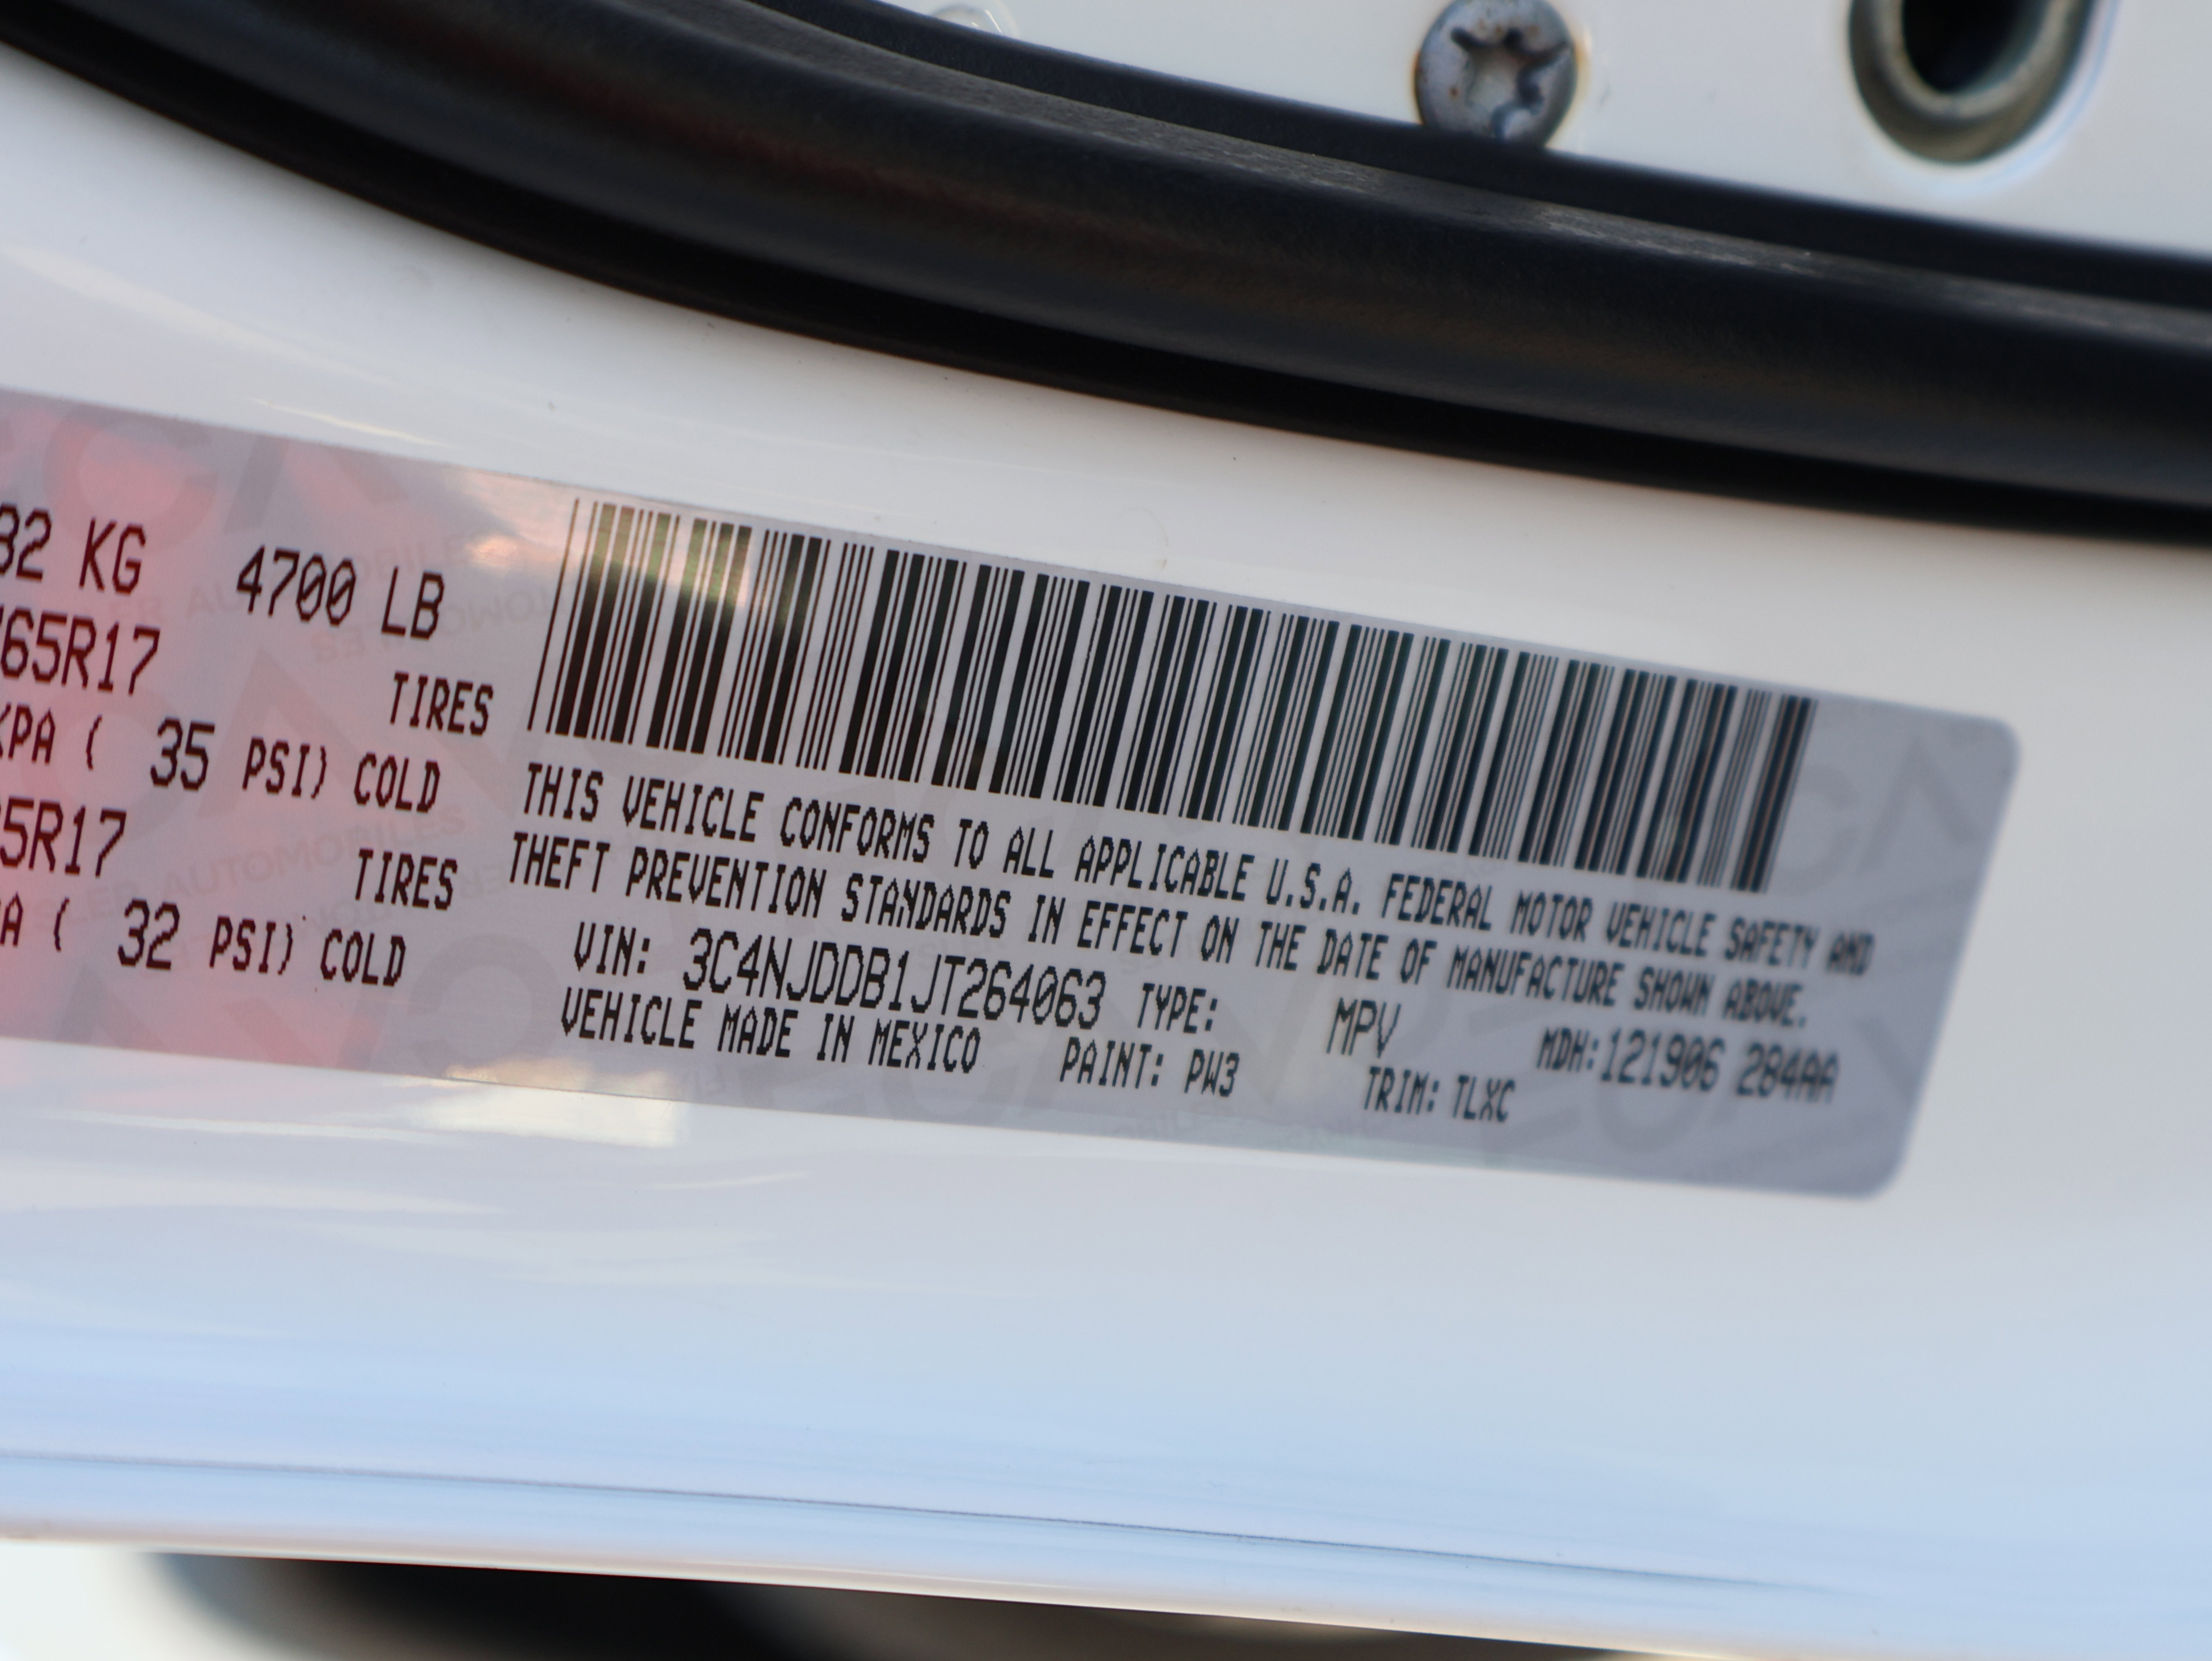 32 KG 4700 LB
65R17 TIRES
KPA ( 35 PSI) COLD
5R17 TIRES
A ( 32 PSI) COLD
THIS VEHICLE CONFORMS TO ALL APPLICABLE U.S.A. FEDERAL MOTOR VEHICLE SAFETY AND
THEFT PREVENTION STANDARDS IN EFFECT ON THE DATE OF MANUFACTURE SHOWN ABOVE.
VIN: 3C4NJDDB1JT264063 TYPE: MPV MDH:121906 284AA
VEHICLE MADE IN MEXICO PAINT: PW3 TRIM: TLXC